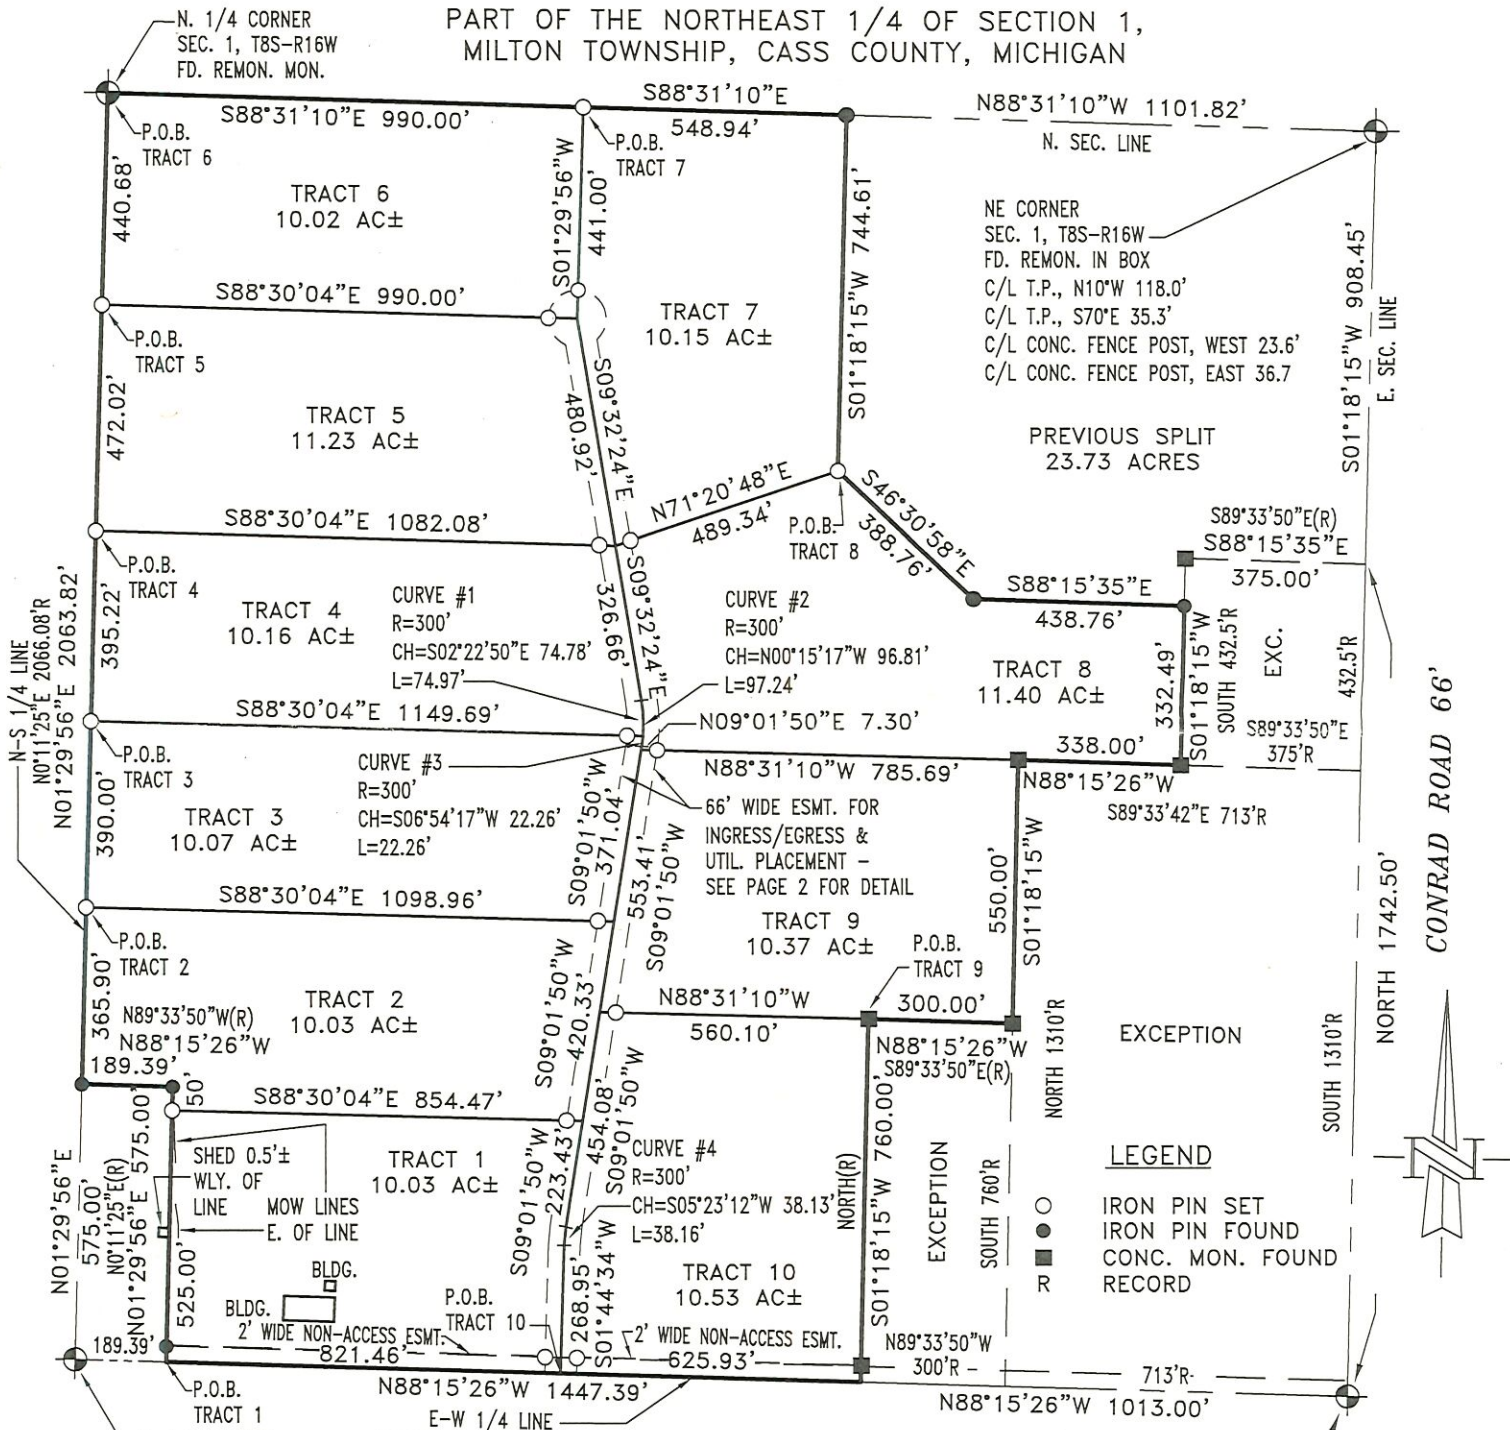 PART OF THE NORTHEAST 1/4 OF SECTION 1,
MILTON TOWNSHIP, CASS COUNTY, MICHIGAN
N. 1/4 CORNER
SEC. 1, T8S-R16W
FD. REMON. MON.
S88°31'10"E 990.00'
S88°31'10"E
548.94'
N88°31'10"W 1101.82'
N. SEC. LINE
P.O.B.
TRACT 6
P.O.B.
TRACT 7
440.68'
TRACT 6
10.02 AC±
S01°29'56"W
441.00'
S01°18'15"W 744.61'
NE CORNER
SEC. 1, T8S-R16W
FD. REMON. IN BOX
C/L T.P., N10°W 118.0'
C/L T.P., S70°E 35.3'
C/L CONC. FENCE POST, WEST 23.6'
C/L CONC. FENCE POST, EAST 36.7
S01°18'15"W 908.45'
E. SEC. LINE
S88°30'04"E 990.00'
TRACT 7
10.15 AC±
P.O.B.
TRACT 5
472.02'
TRACT 5
11.23 AC±
S09°32'24"E
480.92'
PREVIOUS SPLIT
23.73 ACRES
N71°20'48"E
489.34'
P.O.B.
TRACT 8
S46°30'58"E
388.76'
S88°30'04"E 1082.08'
S89°33'50"E(R)
S88°15'35"E
375.00'
P.O.B.
TRACT 4
S88°15'35"E
438.76'
N-S 1/4 LINE
N0°11'25"E 2066.08'R
N01°29'56"E 2063.82'
395.22'
TRACT 4
10.16 AC±
CURVE #1
R=300'
CH=S02°22'50"E 74.78'
L=74.97'
326.66'
S09°32'24"E
CURVE #2
R=300'
CH=N00°15'17"W 96.81'
L=97.24'
TRACT 8
11.40 AC±
332.49'
S01°18'15"W
SOUTH 432.5'R
EXC.
432.5'R
S88°30'04"E 1149.69'
N09°01'50"E 7.30'
338.00'
S89°33'50"E
375'R
P.O.B.
TRACT 3
CURVE #3
R=300'
CH=S06°54'17"W 22.26'
L=22.26'
N88°31'10"W 785.69'
N88°15'26"W
S89°33'42"E 713'R
390.00'
TRACT 3
10.07 AC±
S09°01'50"W
371.04'
553.41'
S09°01'50"W
66' WIDE ESMT. FOR
INGRESS/EGRESS &
UTIL. PLACEMENT -
SEE PAGE 2 FOR DETAIL
550.00'
S01°18'15"W
NORTH 1742.50'
CONRAD ROAD 66'
S88°30'04"E 1098.96'
TRACT 9
10.37 AC±
P.O.B.
TRACT 9
P.O.B.
TRACT 2
365.90'
TRACT 2
10.03 AC±
S09°01'50"W
420.33'
N88°31'10"W
560.10'
300.00'
N88°15'26"W
S89°33'50"E(R)
N89°33'50"W(R)
N88°15'26"W
189.39'
50'
S88°30'04"E 854.47'
NORTH 1310'R
EXCEPTION
SOUTH 1310'R
N01°29'56"E
575.00'
N0°11'25"E(R)
N01°29'56"E 575.00'
SHED 0.5'±
WLY. OF
LINE
MOW LINES
E. OF LINE
TRACT 1
10.03 AC±
S09°01'50"W
223.43'
454.08'
S09°01'50"W
CURVE #4
R=300'
CH=S05°23'12"W 38.13'
L=38.16'
NORTH(R)
S01°18'15"W 760.00'
EXCEPTION
SOUTH 760'R
LEGEND
IRON PIN SET
IRON PIN FOUND
CONC. MON. FOUND
R RECORD
N
525.00'
BLDG.
BLDG.
P.O.B.
TRACT 10
268.95'
S01°44'34"W
TRACT 10
10.53 AC±
189.39'
2' WIDE NON-ACCESS ESMT.
821.46'
2' WIDE NON-ACCESS ESMT.
625.93'
N89°33'50"W
300'R
713'R
P.O.B.
TRACT 1
N88°15'26"W 1447.39'
E-W 1/4 LINE
N88°15'26"W 1013.00'